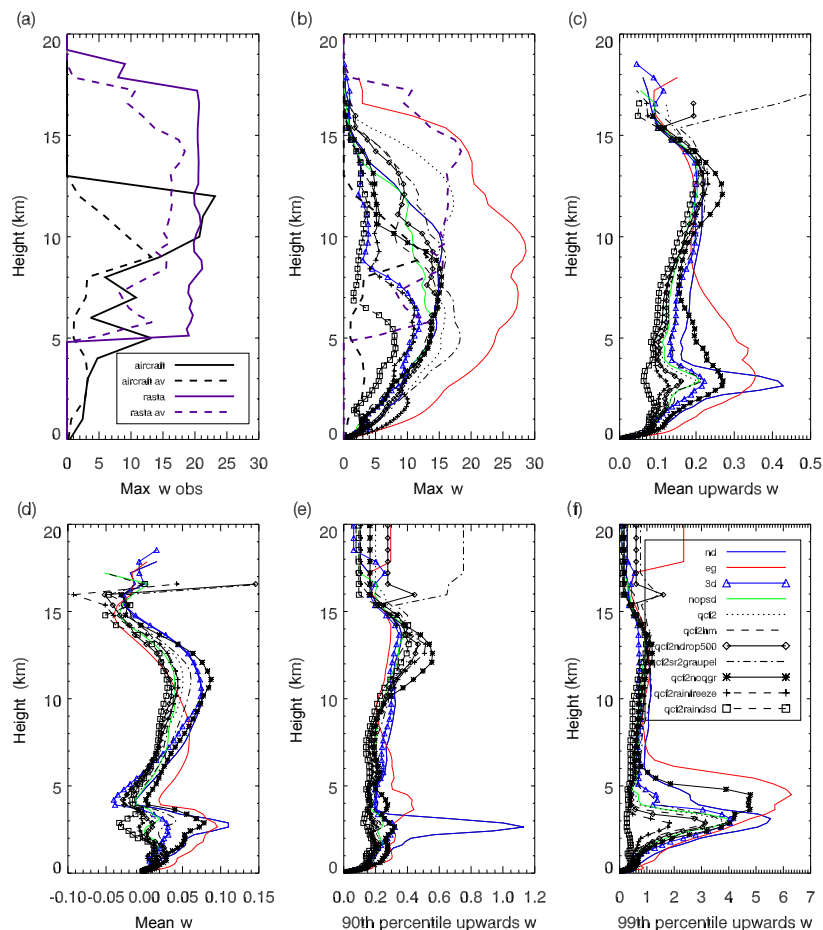 (a)
20
15
10
5
0
Height (km)
0 5 10 15 20 25 30
Max w obs
aircraft
aircraft av
rasta
rasta av
(b)
20
15
10
5
0
Height (km)
0 5 10 15 20 25 30
Max w
(c)
20
15
10
5
0
Height (km)
0.0 0.1 0.2 0.3 0.4 0.5
Mean upwards w
(d)
20
15
10
5
0
Height (km)
-0.10 -0.05 0.00 0.05 0.10 0.15
Mean w
(e)
20
15
10
5
0
Height (km)
0.0 0.2 0.4 0.6 0.8 1.0 1.2
90th percentile upwards w
(f)
20
15
10
5
0
Height (km)
0 1 2 3 4 5 6 7
99th percentile upwards w
nd
eg
3d
nopsd
qcf2
qcf2hm
qcf2ndrop500
qcf2sr2graupel
qcf2noqgr
qcf2rainfreeze
qcf2raindsd